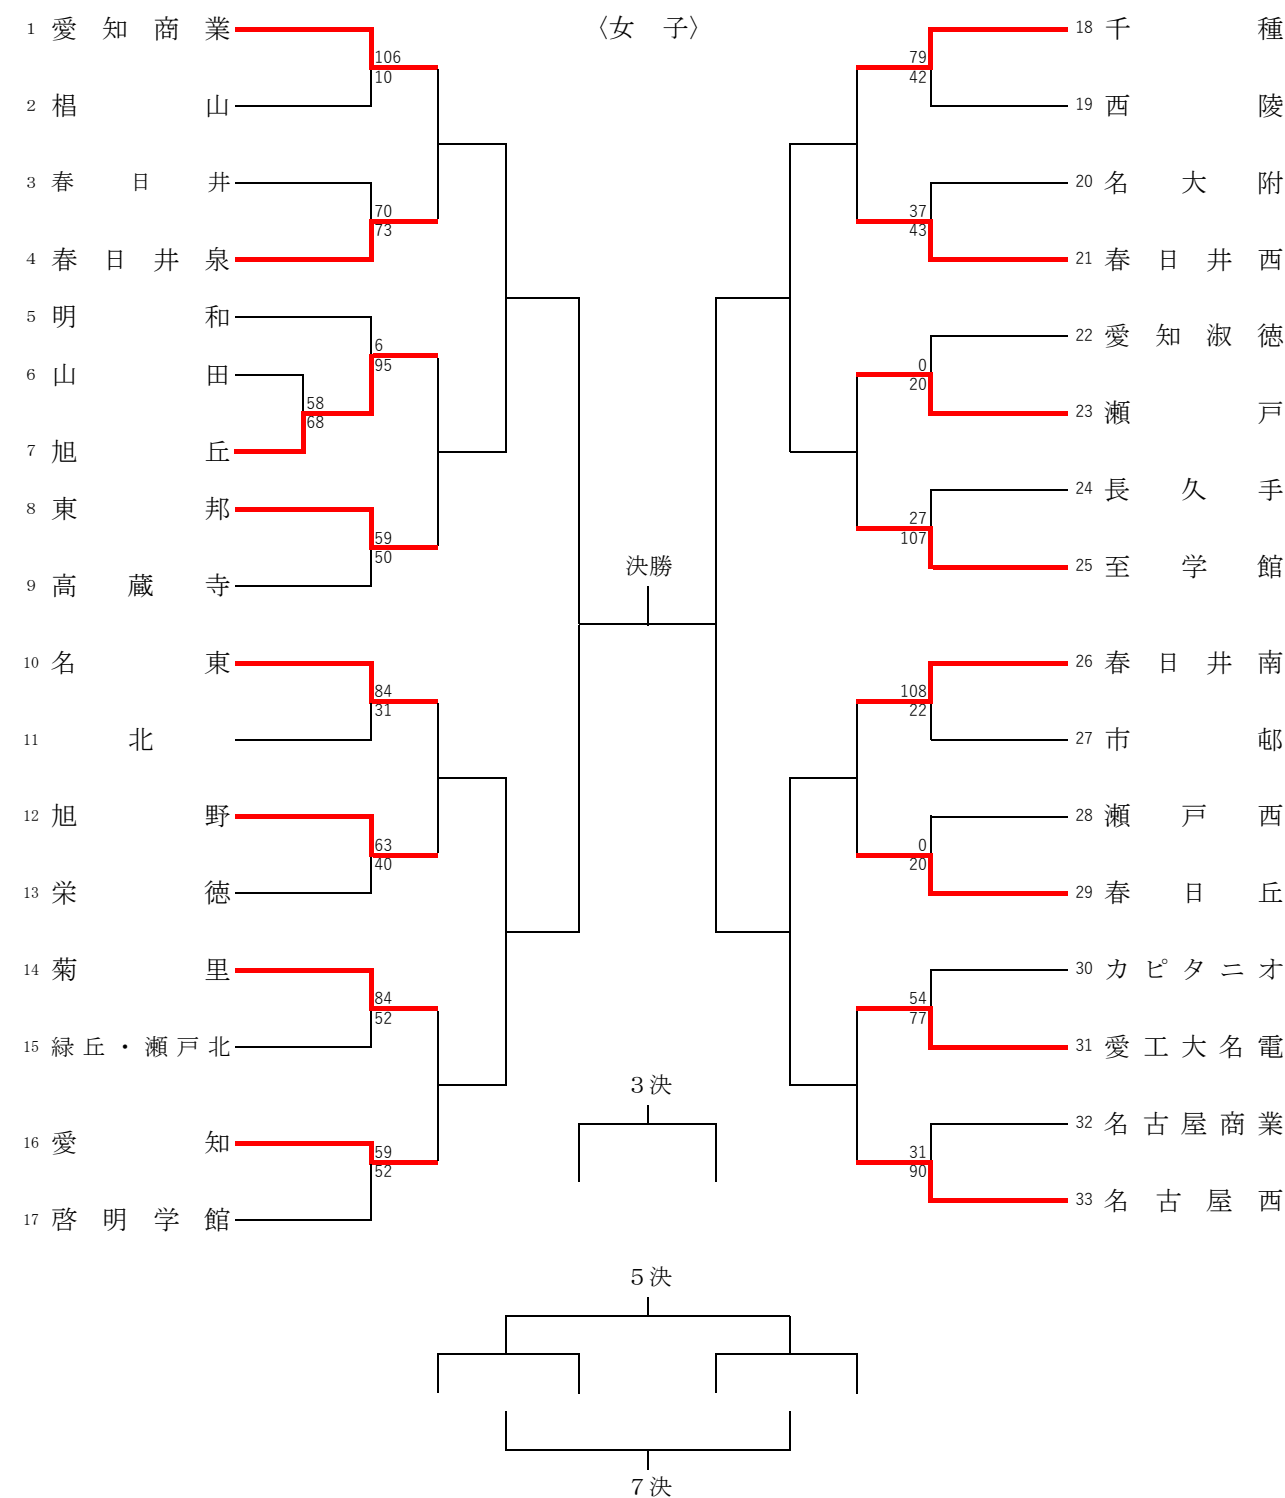 〈女　子〉
1 愛知商業
106
10
2 椙山
3 春日井
70
73
4 春日井泉
5 明和
6
95
6 山田
58
68
7 旭丘
8 東邦
59
50
9 高蔵寺
10 名東
84
31
11 北
12 旭野
63
40
13 栄徳
14 菊里
84
52
15 緑丘・瀬戸北
16 愛知
59
52
17 啓明学館
決勝
3決
5決
7決
18 千種
79
42
19 西陵
20 名大附
37
43
21 春日井西
22 愛知淑徳
0
20
23 瀬戸
24 長久手
27
107
25 至学館
26 春日井南
108
22
27 市邨
28 瀬戸西
0
20
29 春日丘
30 カピタニオ
54
77
31 愛工大名電
32 名古屋商業
31
90
33 名古屋西